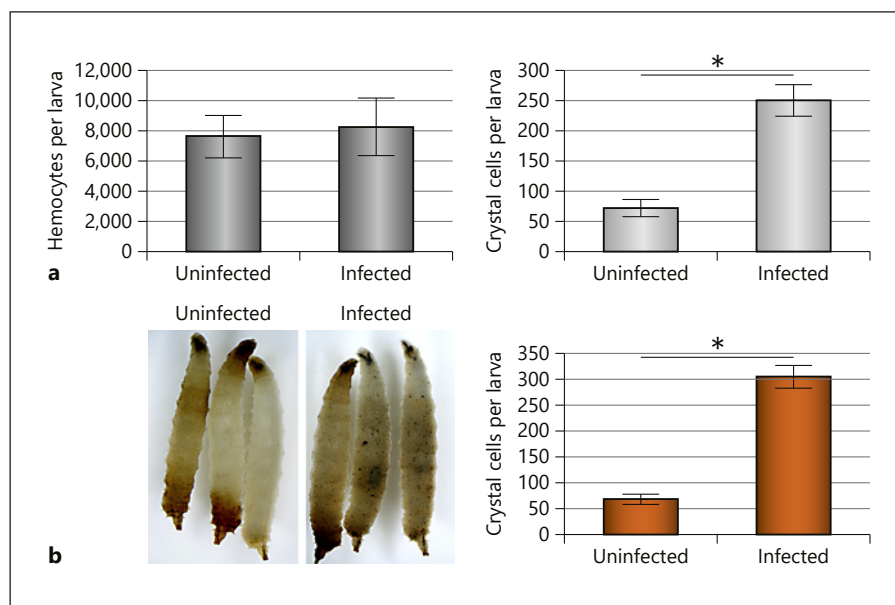 12,000
10,000
8,000
6,000
4,000
2,000
0
Hemocytes per larva
Uninfected Infected
a
300
250
200
150
100
50
0
Crystal cells per larva
*
Uninfected Infected
Uninfected Infected
b
350
300
250
200
150
100
50
0
Crystal cells per larva
*
Uninfected Infected